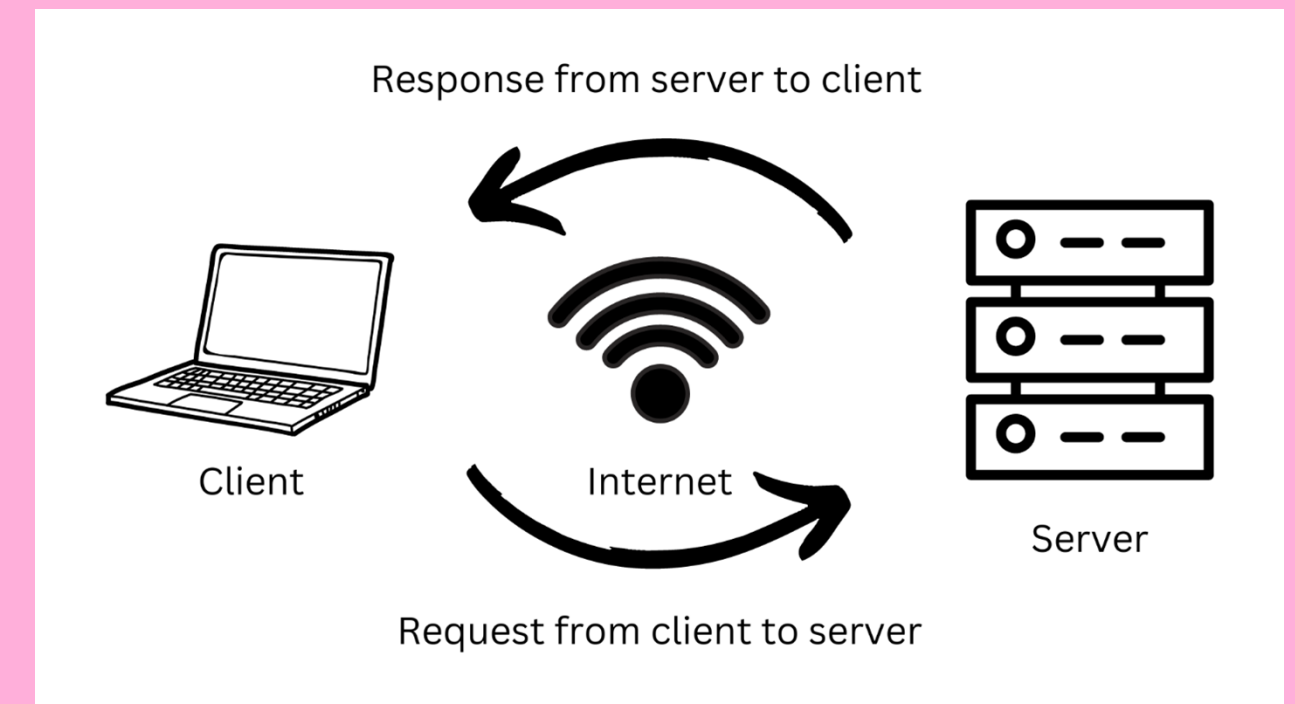 Response from server to client
Client
Internet
Server
Request from client to server